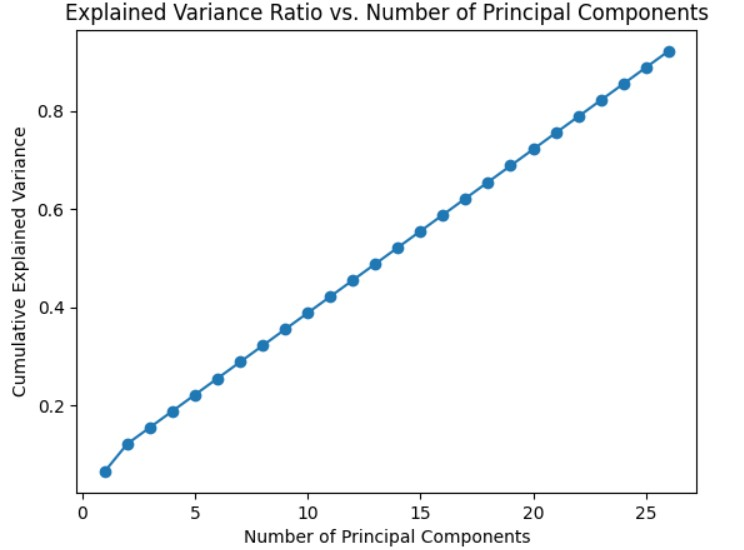 Explained Variance Ratio vs. Number of Principal Components
Cumulative Explained Variance
0.8
0.6
0.4
0.2
0 5 10 15 20 25
Number of Principal Components